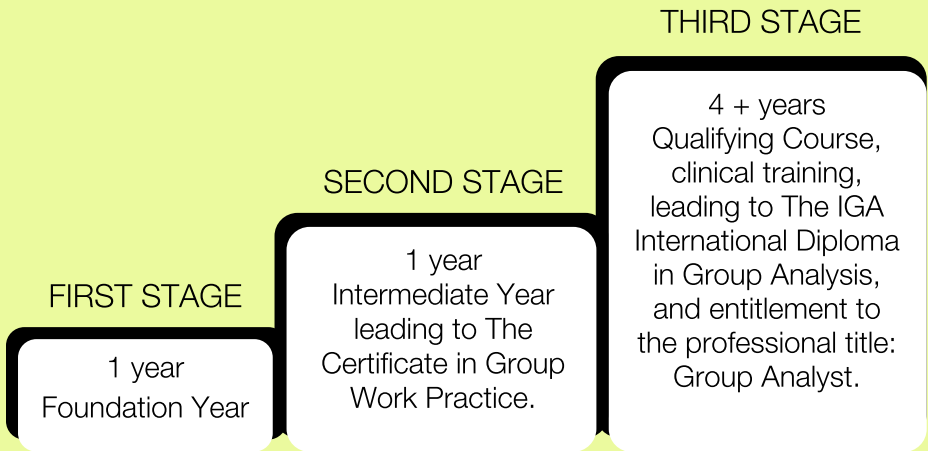 FIRST STAGE
1 year
Foundation Year
SECOND STAGE
1 year
Intermediate Year
leading to The
Certificate in Group
Work Practice.
THIRD STAGE
4 + years
Qualifying Course,
clinical training,
leading to The IGA
International Diploma
in Group Analysis,
and entitlement to
the professional title:
Group Analyst.